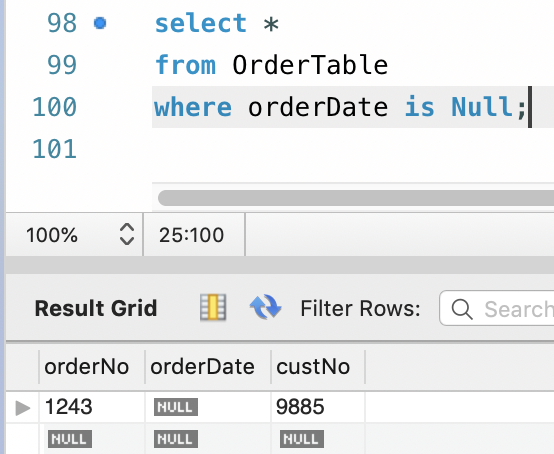 98 select *
99 from OrderTable
100 where orderDate is Null;
101
100% 25:100
Result Grid Filter Rows: Search
orderNo orderDate custNo
1243 NULL 9885
NULL NULL NULL